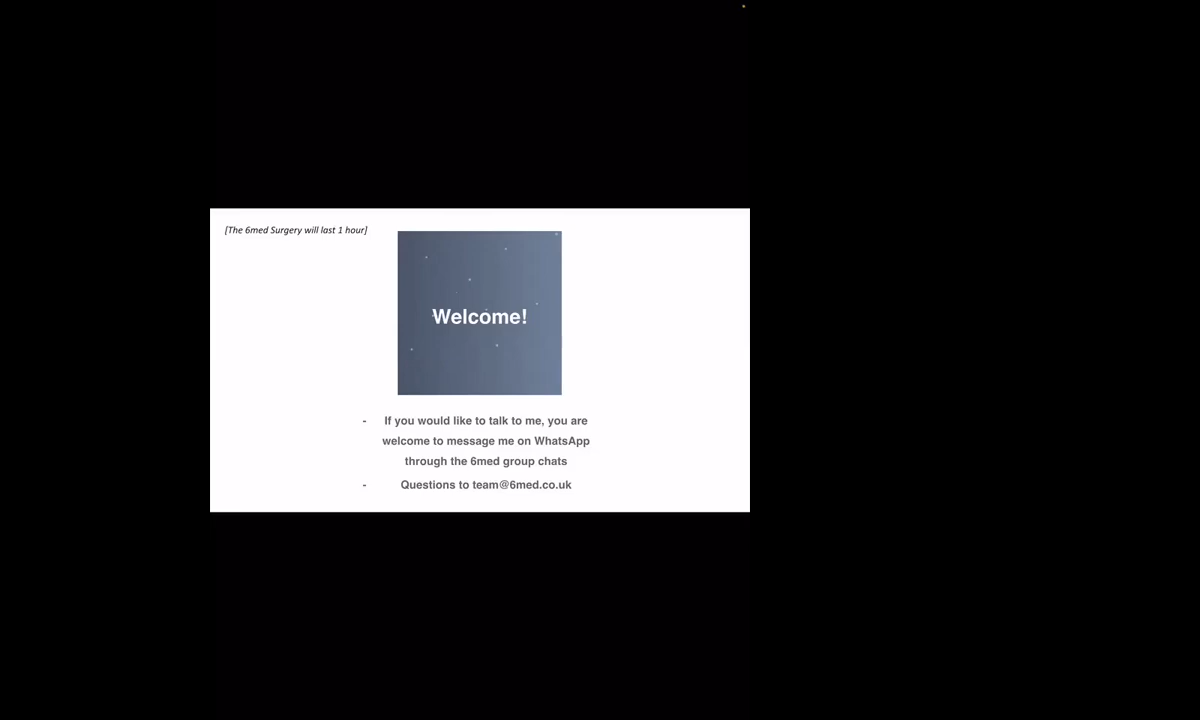 [The 6med Surgery will last 1 hour]
Welcome!
- If you would like to talk to me, you are
welcome to message me on WhatsApp
through the 6med group chats
- Questions to team@6med.co.uk